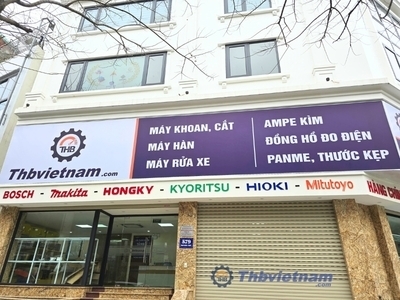 THB
Thbvietnam.com
MÁY KHOAN, CẮT
MÁY HÀN
MÁY RỬA XE
AMPE KÌM
ĐỒNG HỒ ĐO ĐIỆN
PANME, THƯỚC KẸP
BOSCH - makita - HONGKY - KYORITSU - HIOKI - Mitutoyo
HÀNG
579
Thbvietnam.com